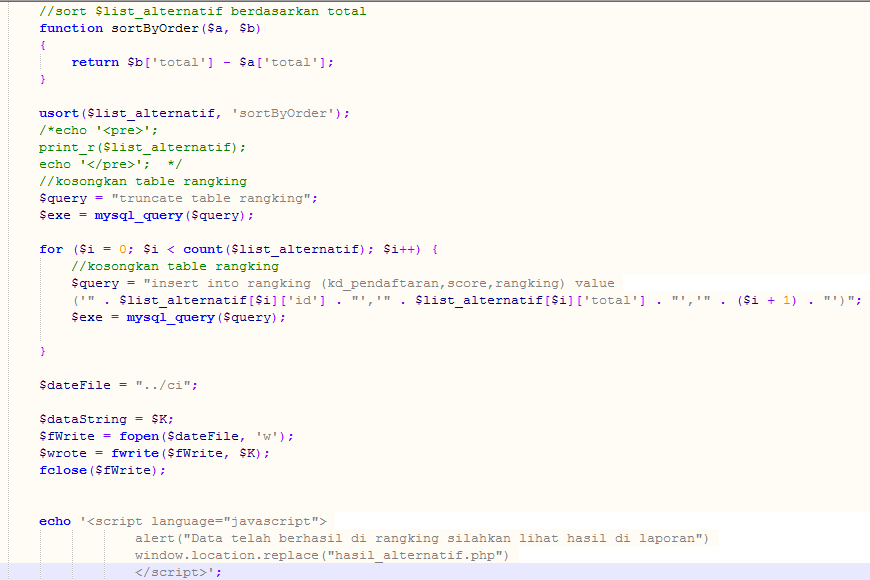 //sort $list_alternatif berdasarkan total
function sortByOrder($a, $b)
{
return $b['total'] - $a['total'];
}
usort($list_alternatif, 'sortByOrder');
/*echo '<pre>';
print_r($list_alternatif);
echo '</pre>';  */
//kosongkan table rangking
$query = "truncate table rangking";
$exe = mysql_query($query);
for ($i = 0; $i < count($list_alternatif); $i++) {
//kosongkan table rangking
$query = "insert into rangking (kd_pendaftaran,score,rangking) value
('" . $list_alternatif[$i]['id'] . "','" . $list_alternatif[$i]['total'] . "','" . ($i + 1) . "')";
$exe = mysql_query($query);
}
$dateFile = "../ci";
$dataString = $K;
$fWrite = fopen($dateFile, 'w');
$wrote = fwrite($fWrite, $K);
fclose($fWrite);
echo '<script language="javascript">
alert("Data telah berhasil di rangking silahkan lihat hasil di laporan")
window.location.replace("hasil_alternatif.php")
</script>';